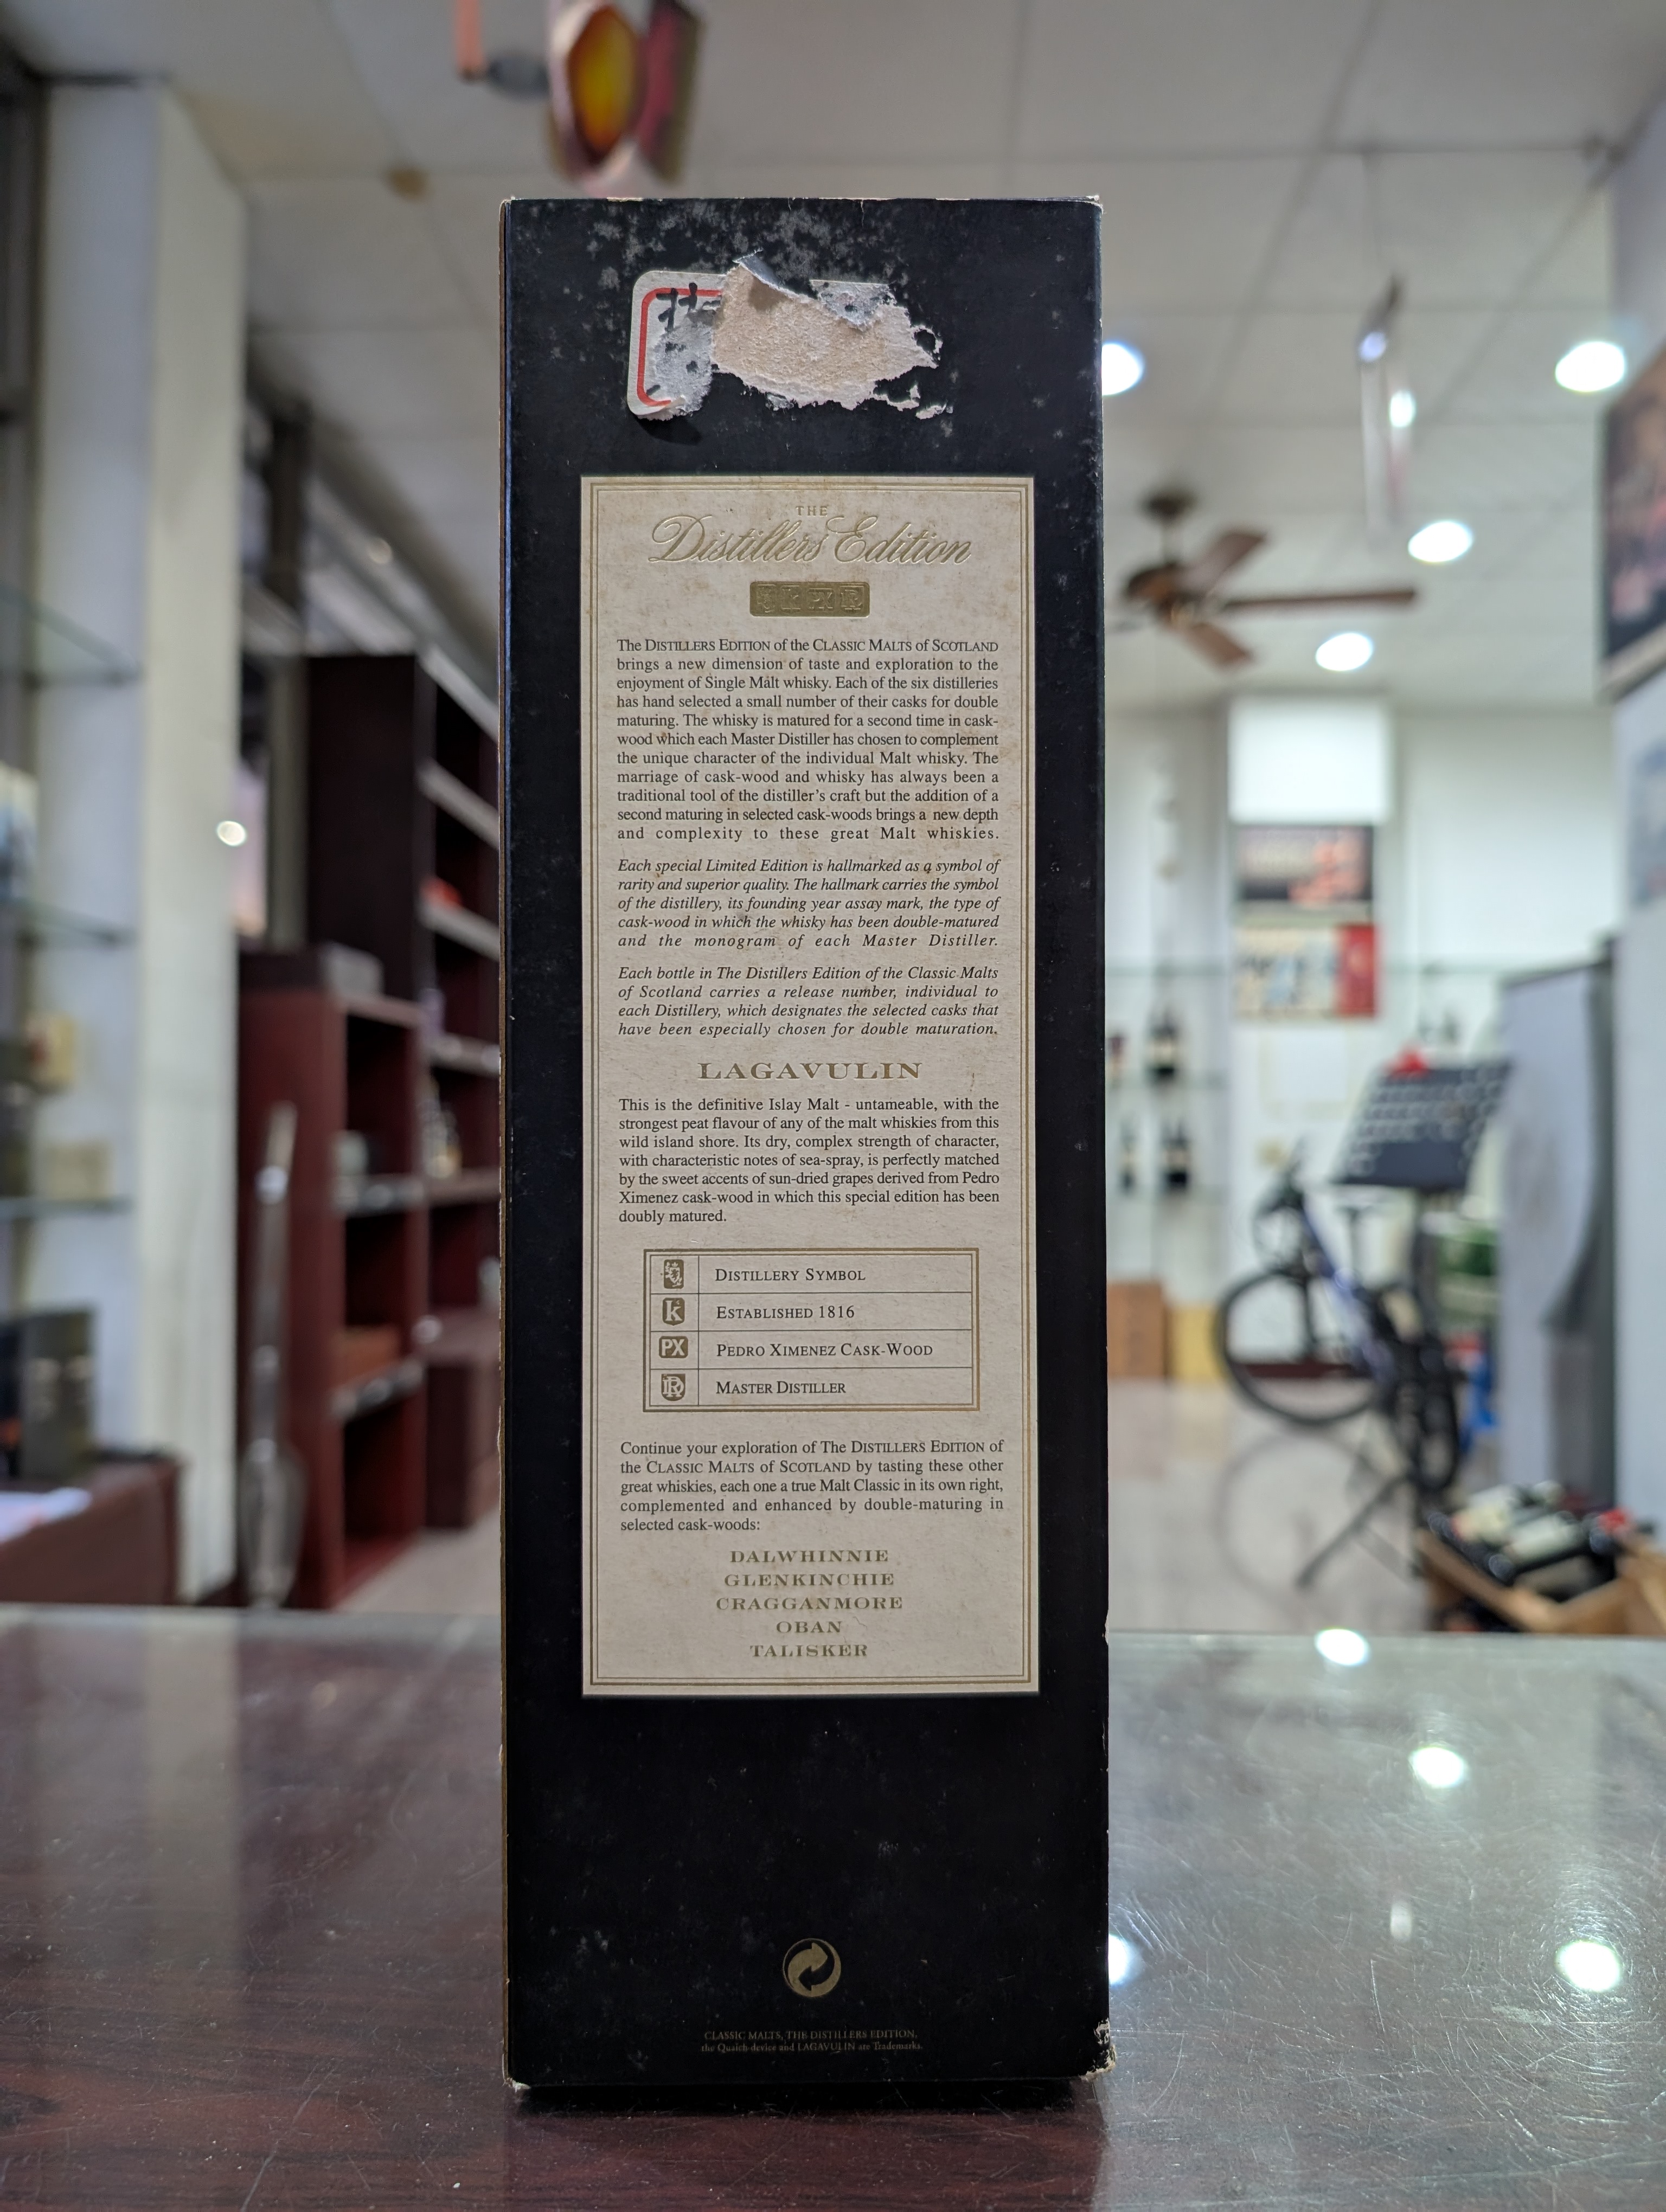 THE
Distillers Edition
PX R
The DISTILLERS EDITION of the CLASSIC MALTS of SCOTLAND
brings a new dimension of taste and exploration to the
enjoyment of Single Malt whisky. Each of the six distilleries
has hand selected a small number of their casks for double
maturing. The whisky is matured for a second time in cask-
wood which each Master Distiller has chosen to complement
the unique character of the individual Malt whisky. The
marriage of cask-wood and whisky has always been a
traditional tool of the distiller's craft but the addition of a
second maturing in selected cask-woods brings a new depth
and complexity to these great Malt whiskies.
Each special Limited Edition is hallmarked as a symbol of
rarity and superior quality. The hallmark carries the symbol
of the distillery, its founding year assay mark, the type of
cask-wood in which the whisky has been double-matured
and the monogram of each Master Distiller.
Each bottle in The Distillers Edition of the Classic Malts
of Scotland carries a release number, individual to
each Distillery, which designates the selected casks that
have been especially chosen for double maturation.
LAGAVULIN
This is the definitive Islay Malt - untameable, with the
strongest peat flavour of any of the malt whiskies from this
wild island shore. Its dry, complex strength of character,
with characteristic notes of sea-spray, is perfectly matched
by the sweet accents of sun-dried grapes derived from Pedro
Ximenez cask-wood in which this special edition has been
doubly matured.
DISTILLERY SYMBOL
k ESTABLISHED 1816
PX PEDRO XIMENEZ CASK-WOOD
R MASTER DISTILLER
Continue your exploration of The DISTILLERS EDITION of
the CLASSIC MALTS of SCOTLAND by tasting these other
great whiskies, each one a true Malt Classic in its own right,
complemented and enhanced by double-maturing in
selected cask-woods:
DALWHINNIE
GLENKINCHIE
CRAGGANMORE
OBAN
TALISKER
CLASSIC MALTS, THE DISTILLERS EDITION,
the Quaich device and LAGAVULIN are Trademarks.